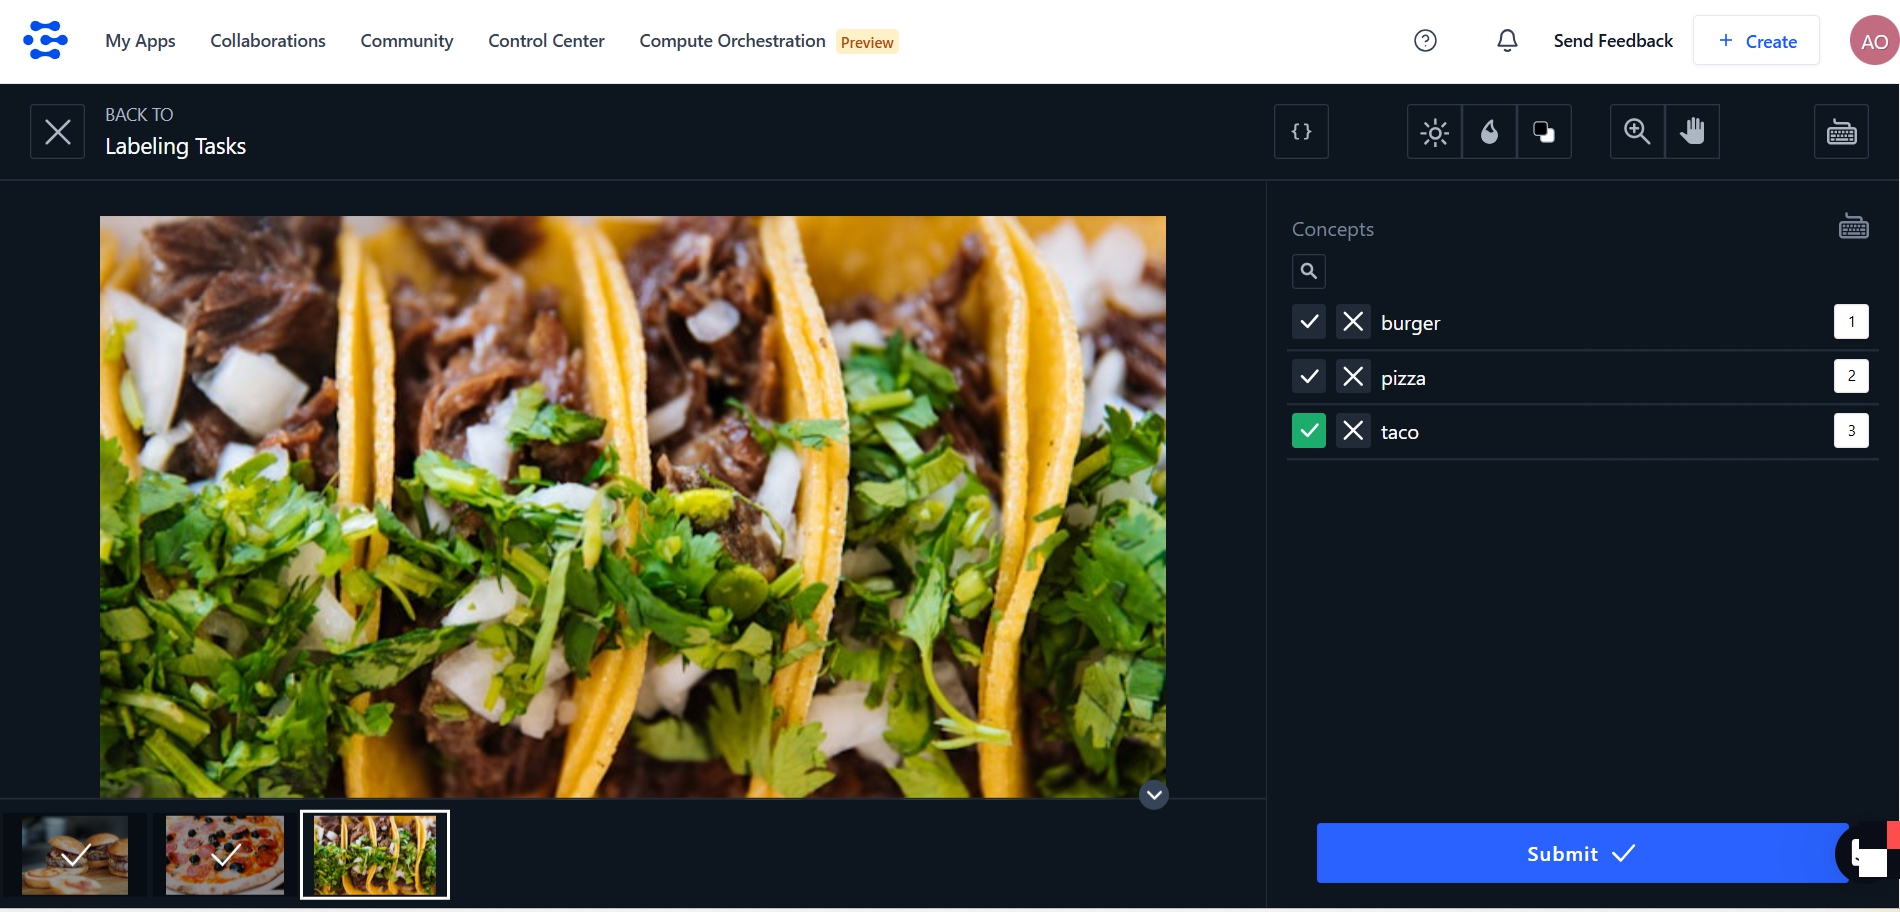 My Apps Collaborations Community Control Center Compute Orchestration Preview Send Feedback + Create AO
BACK TO
Labeling Tasks
{}
Concepts
burger 1
pizza 2
taco 3
Submit